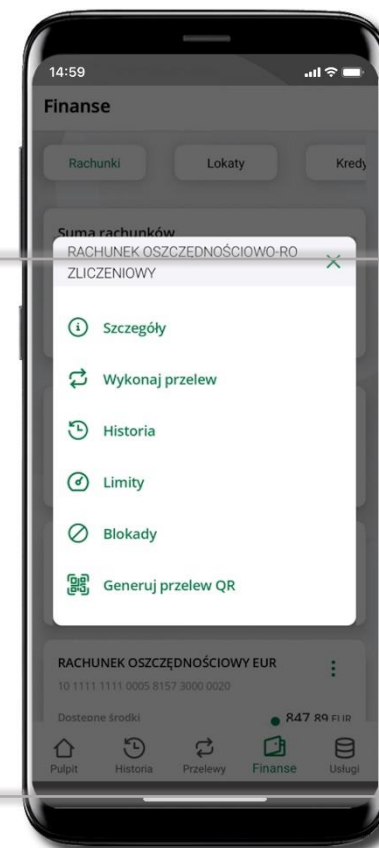 14:59
Finanse
Rachunki
Lokaty
Kredy
Suma rachunków
RACHUNEK OSZCZEDNOŚCIOWO-RO
ZLICZENIOWY
Szczegóły
Wykonaj przelew
Historia
Limity
Blokady
Generuj przelew QR
RACHUNEK OSZCZĘDNOŚCIOWY EUR
10 1111 1111 0005 8157 3000 0020
Dostępne środki
847,89 EUR
Pulpit
Historia
Przelewy
Finanse
Usługi